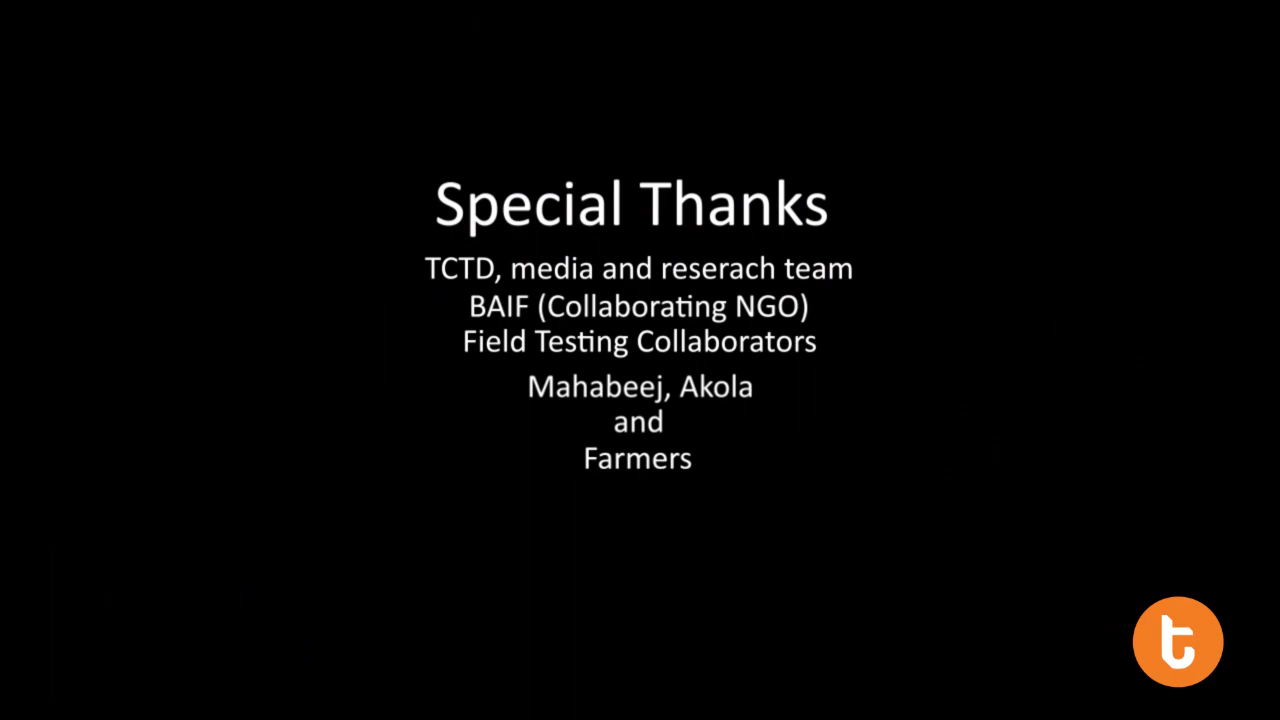 Special Thanks
TCTD, media and reserach team
BAIF (Collaborating NGO)
Field Testing Collaborators
Mahabeej, Akola
and
Farmers
t